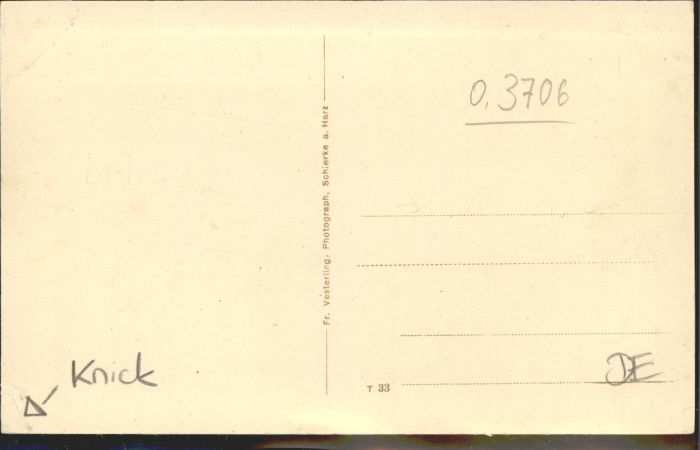 0,3706
Fr. Vesterling, Photograph, Schierke a. Harz
Knick
T 33
DE